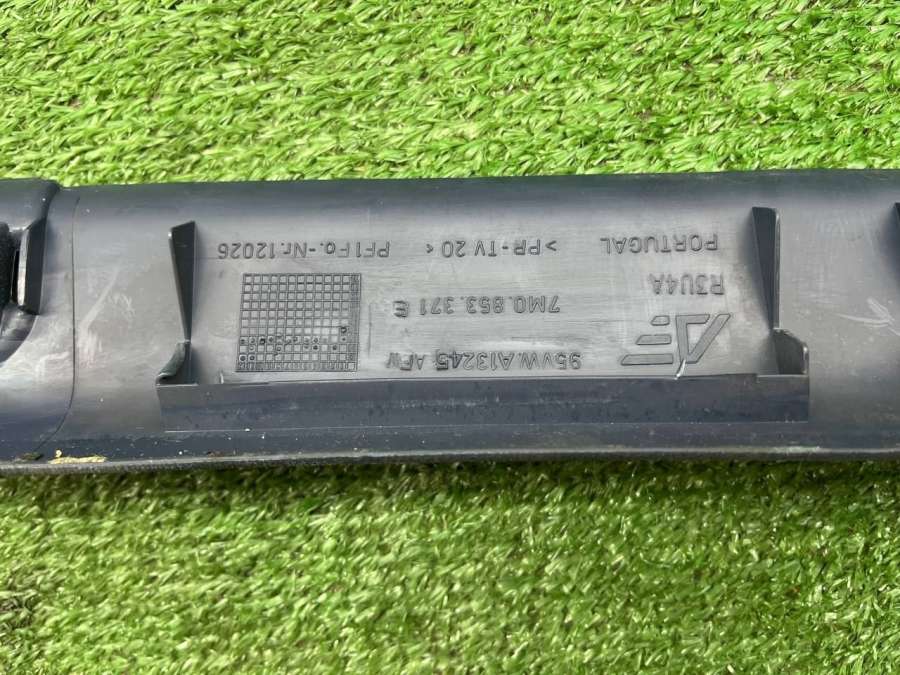 95VW.A13245 AFW
7M0.853.371 E
R3U4A
PORTUGAL >PP-TV 20< PF1 Fo.-Nr.12026